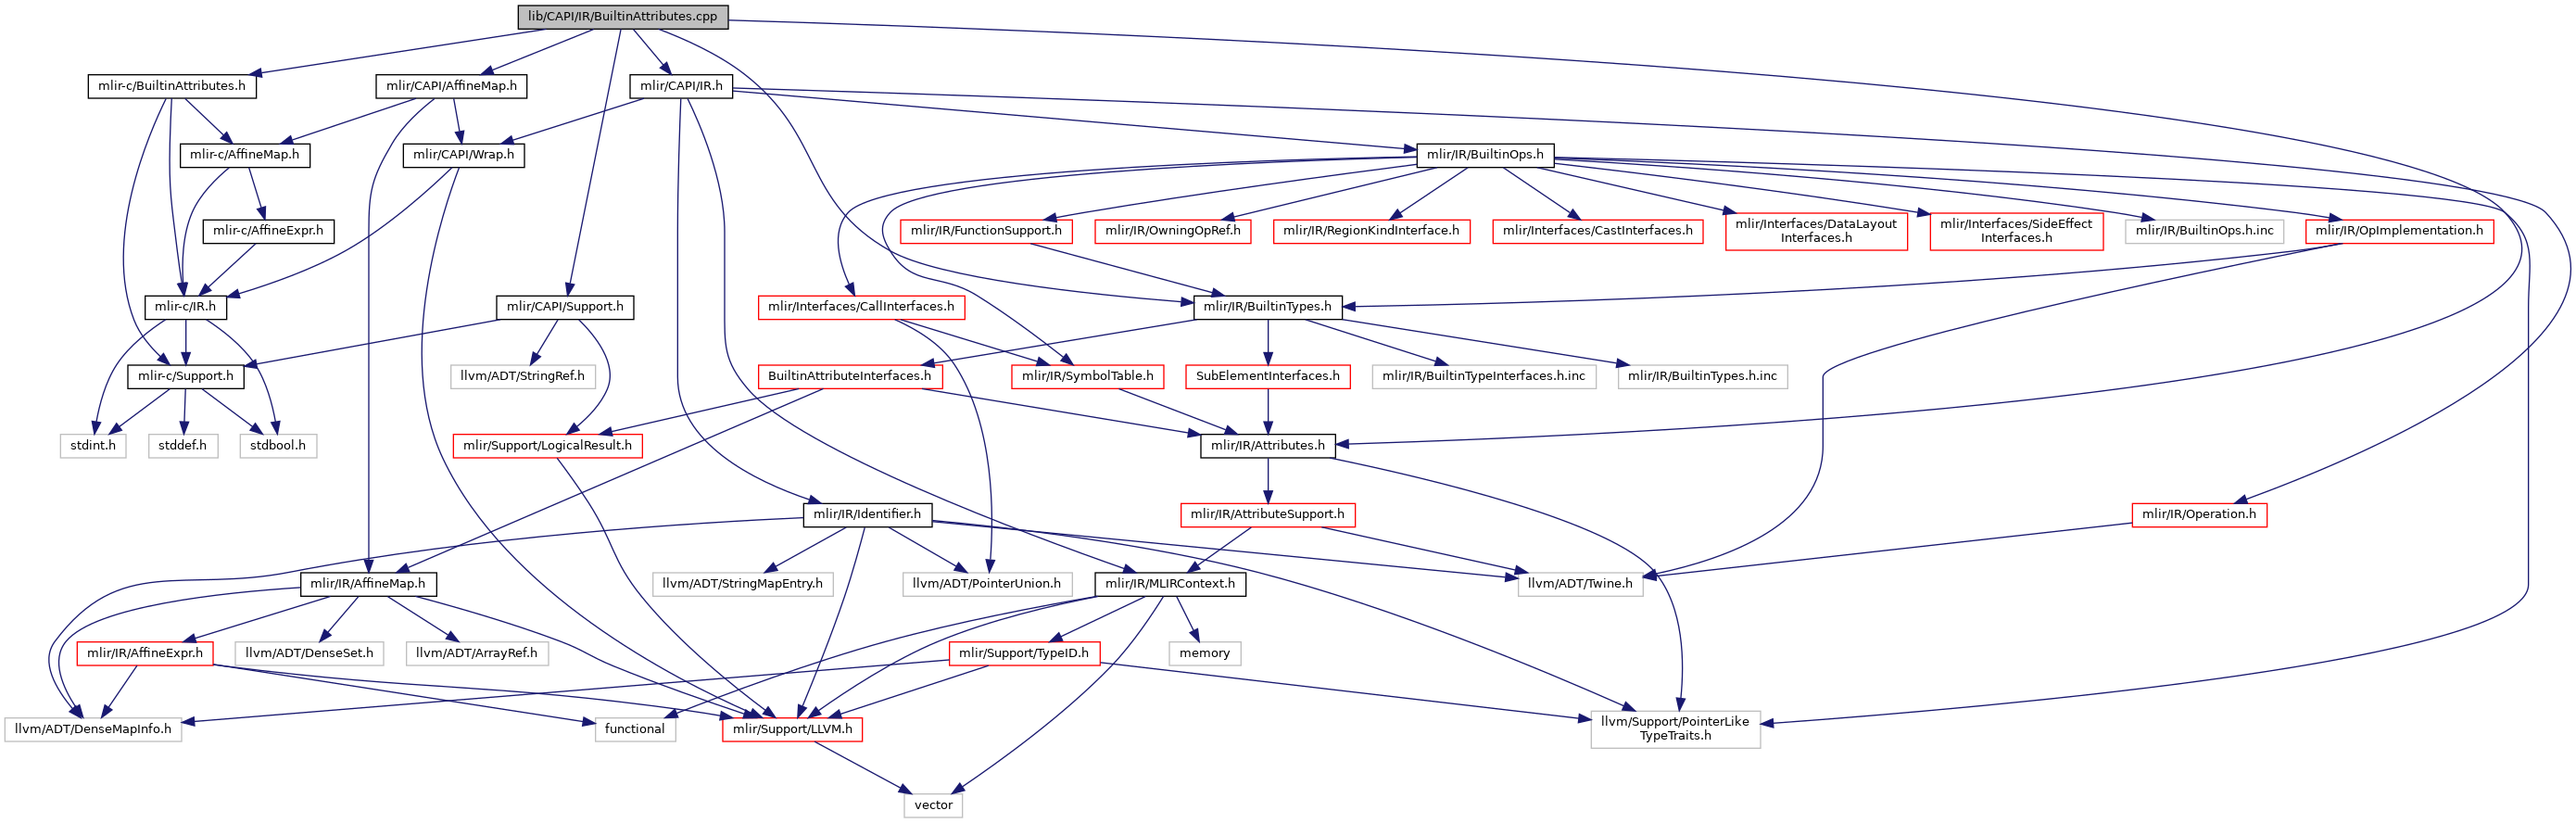 lib/CAPI/IR/BuiltinAttributes.cpp
mlir-c/BuiltinAttributes.h
mlir/CAPI/AffineMap.h
mlir/CAPI/IR.h
mlir-c/AffineMap.h
mlir/CAPI/Wrap.h
mlir/IR/BuiltinOps.h
mlir-c/AffineExpr.h
mlir/IR/FunctionSupport.h
mlir/IR/OwningOpRef.h
mlir/IR/RegionKindInterface.h
mlir/Interfaces/CastInterfaces.h
mlir/Interfaces/DataLayout
Interfaces.h
mlir/Interfaces/SideEffect
Interfaces.h
mlir/IR/BuiltinOps.h.inc
mlir/IR/OpImplementation.h
mlir-c/IR.h
mlir/CAPI/Support.h
mlir/Interfaces/CallInterfaces.h
mlir/IR/BuiltinTypes.h
mlir-c/Support.h
llvm/ADT/StringRef.h
BuiltinAttributeInterfaces.h
mlir/IR/SymbolTable.h
SubElementInterfaces.h
mlir/IR/BuiltinTypeInterfaces.h.inc
mlir/IR/BuiltinTypes.h.inc
stdint.h
stddef.h
stdbool.h
mlir/Support/LogicalResult.h
mlir/IR/Attributes.h
mlir/IR/Identifier.h
mlir/IR/AttributeSupport.h
mlir/IR/Operation.h
mlir/IR/AffineMap.h
llvm/ADT/StringMapEntry.h
llvm/ADT/PointerUnion.h
mlir/IR/MLIRContext.h
llvm/ADT/Twine.h
mlir/IR/AffineExpr.h
llvm/ADT/DenseSet.h
llvm/ADT/ArrayRef.h
mlir/Support/TypeID.h
memory
llvm/ADT/DenseMapInfo.h
functional
mlir/Support/LLVM.h
llvm/Support/PointerLike
TypeTraits.h
vector